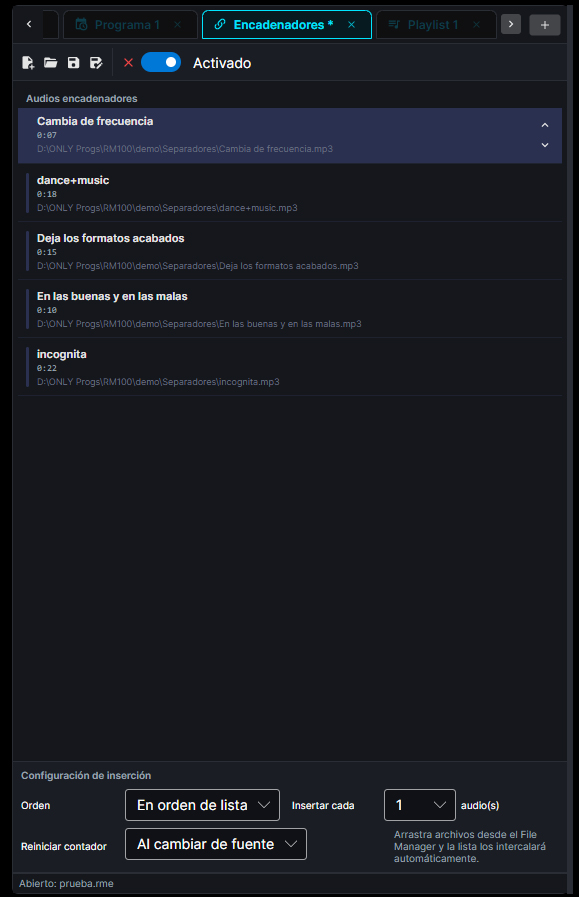 Programa 1
Encadenadores *
Playlist 1
Activado
Audios encadenadores
Cambia de frecuencia
0:07
D:\ONLY Progs\RM100\demo\Separadores\Cambia de frecuencia.mp3
dance+music
0:18
D:\ONLY Progs\RM100\demo\Separadores\dance+music.mp3
Deja los formatos acabados
0:15
D:\ONLY Progs\RM100\demo\Separadores\Deja los formatos acabados.mp3
En las buenas y en las malas
0:10
D:\ONLY Progs\RM100\demo\Separadores\En las buenas y en las malas.mp3
incognita
0:22
D:\ONLY Progs\RM100\demo\Separadores\incognita.mp3
Configuración de inserción
Orden En orden de lista Insertar cada 1 audio(s)
Reiniciar contador Al cambiar de fuente
Arrastra archivos desde el File
Manager y la lista los intercalará
automáticamente.
Abierto: prueba.rme